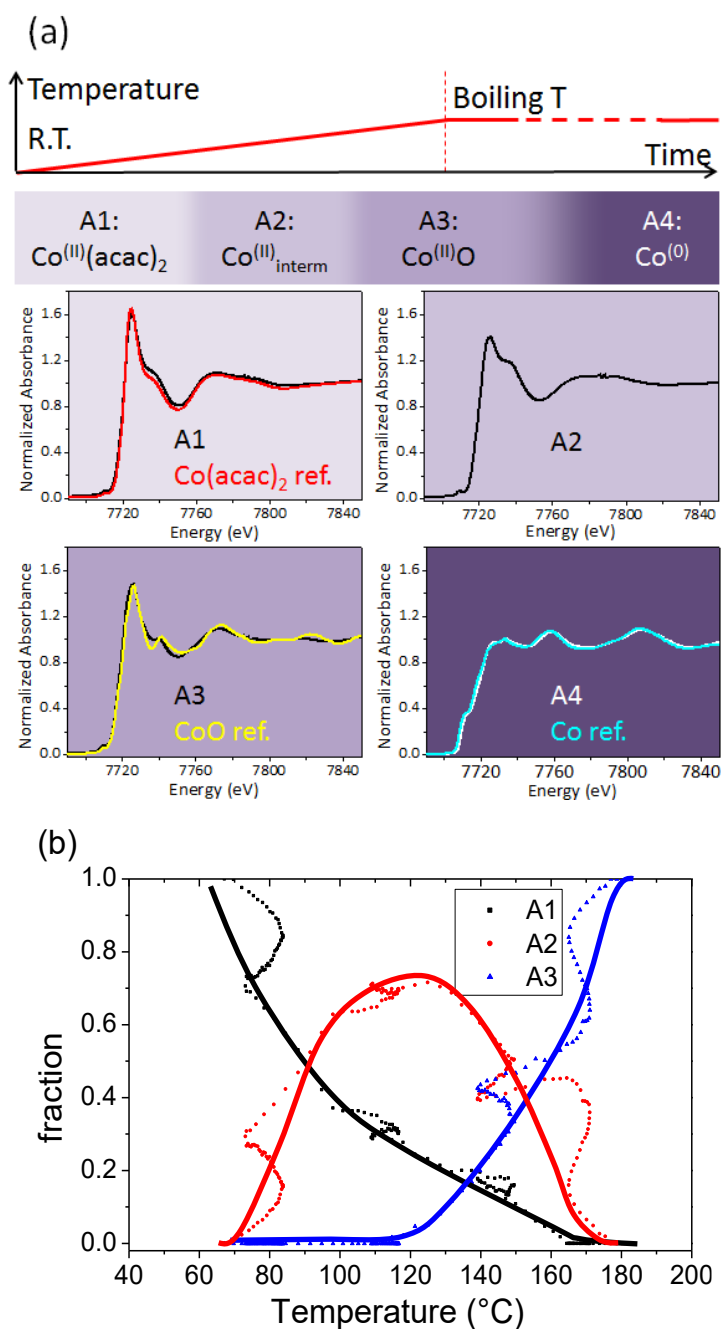 (a)
Temperature
Boiling T
R.T.
Time
A1: A2: A3: A4:
Co(II)(acac)2 Co(II)interm Co(II)O Co(0)
Normalized Absorbance
1.6
1.2
0.8
0.4
0.0
A1
Co(acac)2 ref.
7720 7760 7800 7840
Energy (eV)
Normalized Absorbance
1.6
1.2
0.8
0.4
0.0
A2
7720 7760 7800 7840
Energy (eV)
Normalized Absorbance
1.6
1.2
0.8
0.4
0.0
A3
CoO ref.
7720 7760 7800 7840
Energy (eV)
Normalized Absorbance
1.6
1.2
0.8
0.4
0.0
A4
Co ref.
7720 7760 7800 7840
Energy (eV)
(b)
fraction
1.0
0.8
0.6
0.4
0.2
0.0
A1
A2
A3
40 60 80 100 120 140 160 180 200
Temperature (°C)